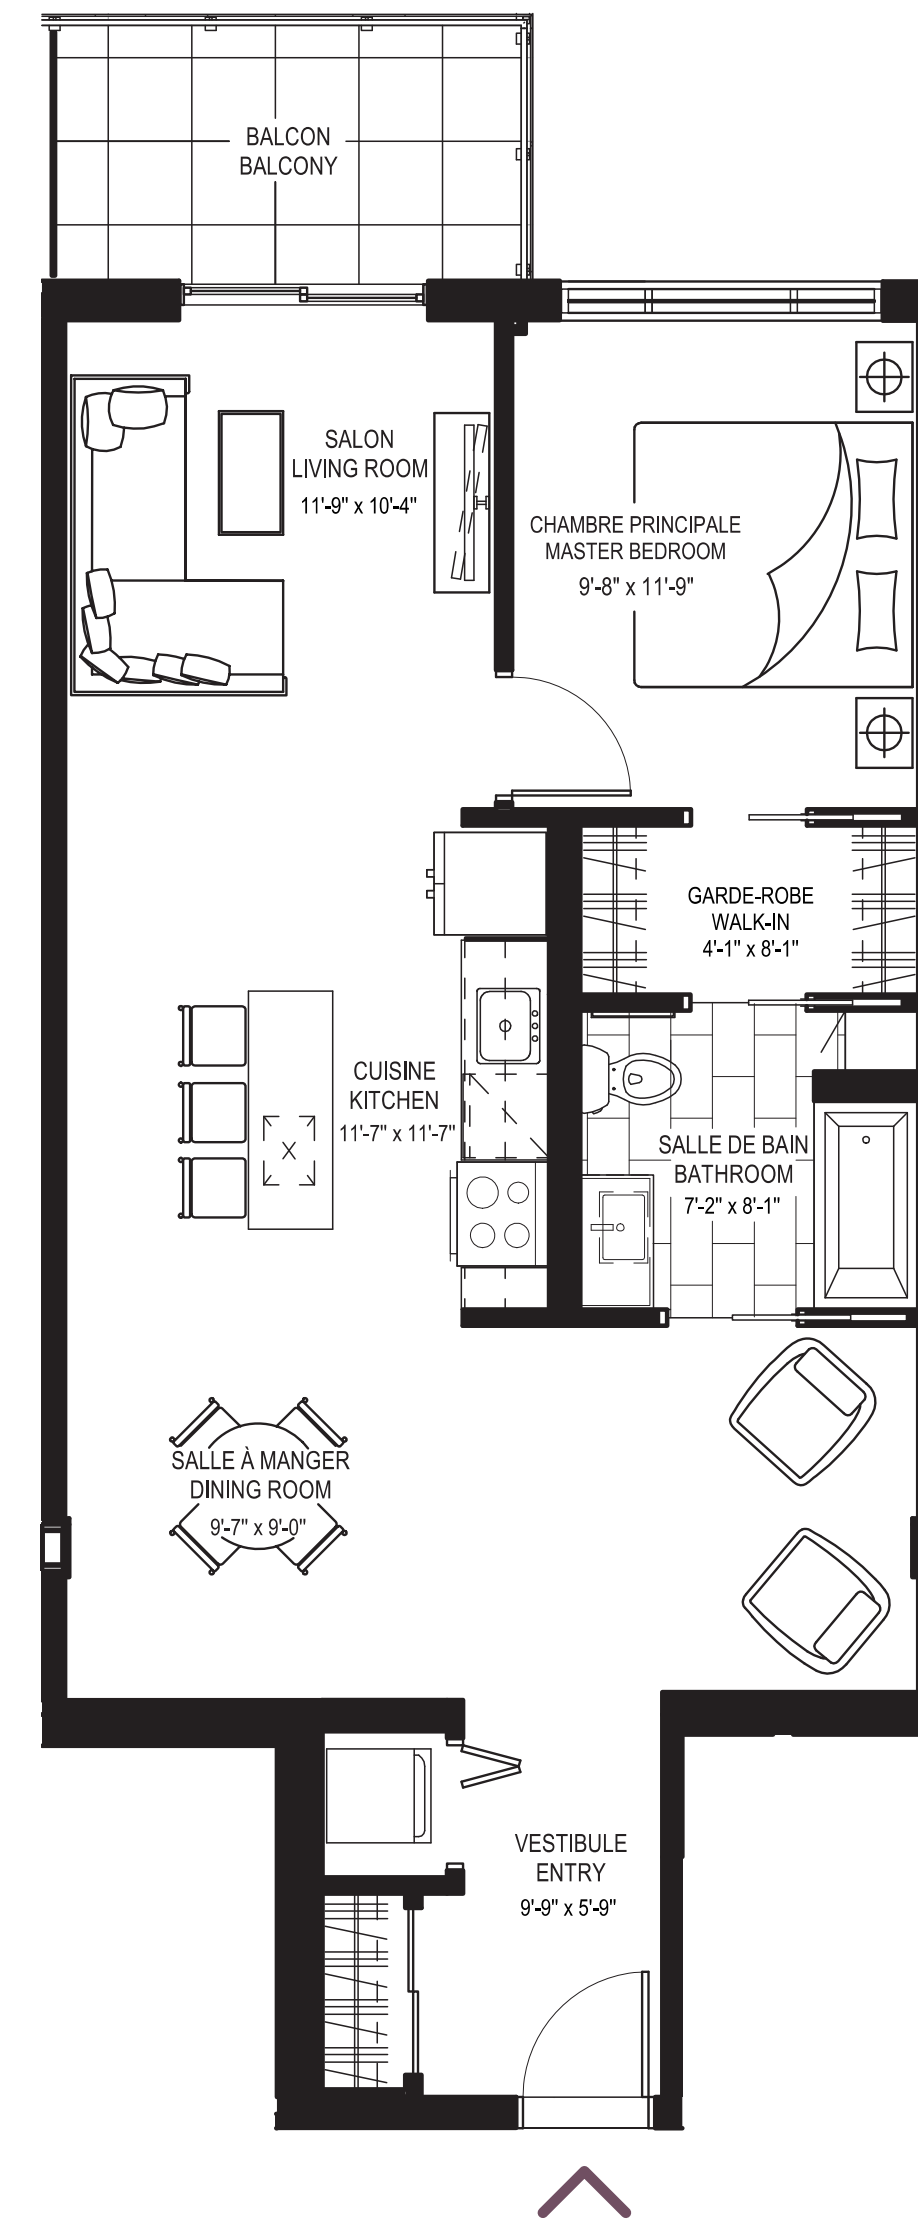 BALCON
BALCONY
SALON
LIVING ROOM
11'-9" x 10'-4"
CHAMBRE PRINCIPALE
MASTER BEDROOM
9'-8" x 11'-9"
GARDE-ROBE
WALK-IN
4'-1" x 8'-1"
CUISINE
KITCHEN
11'-7" x 11'-7"
SALLE DE BAIN
BATHROOM
7'-2" x 8'-1"
SALLE À MANGER
DINING ROOM
9'-7" x 9'-0"
VESTIBULE
ENTRY
9'-9" x 5'-9"